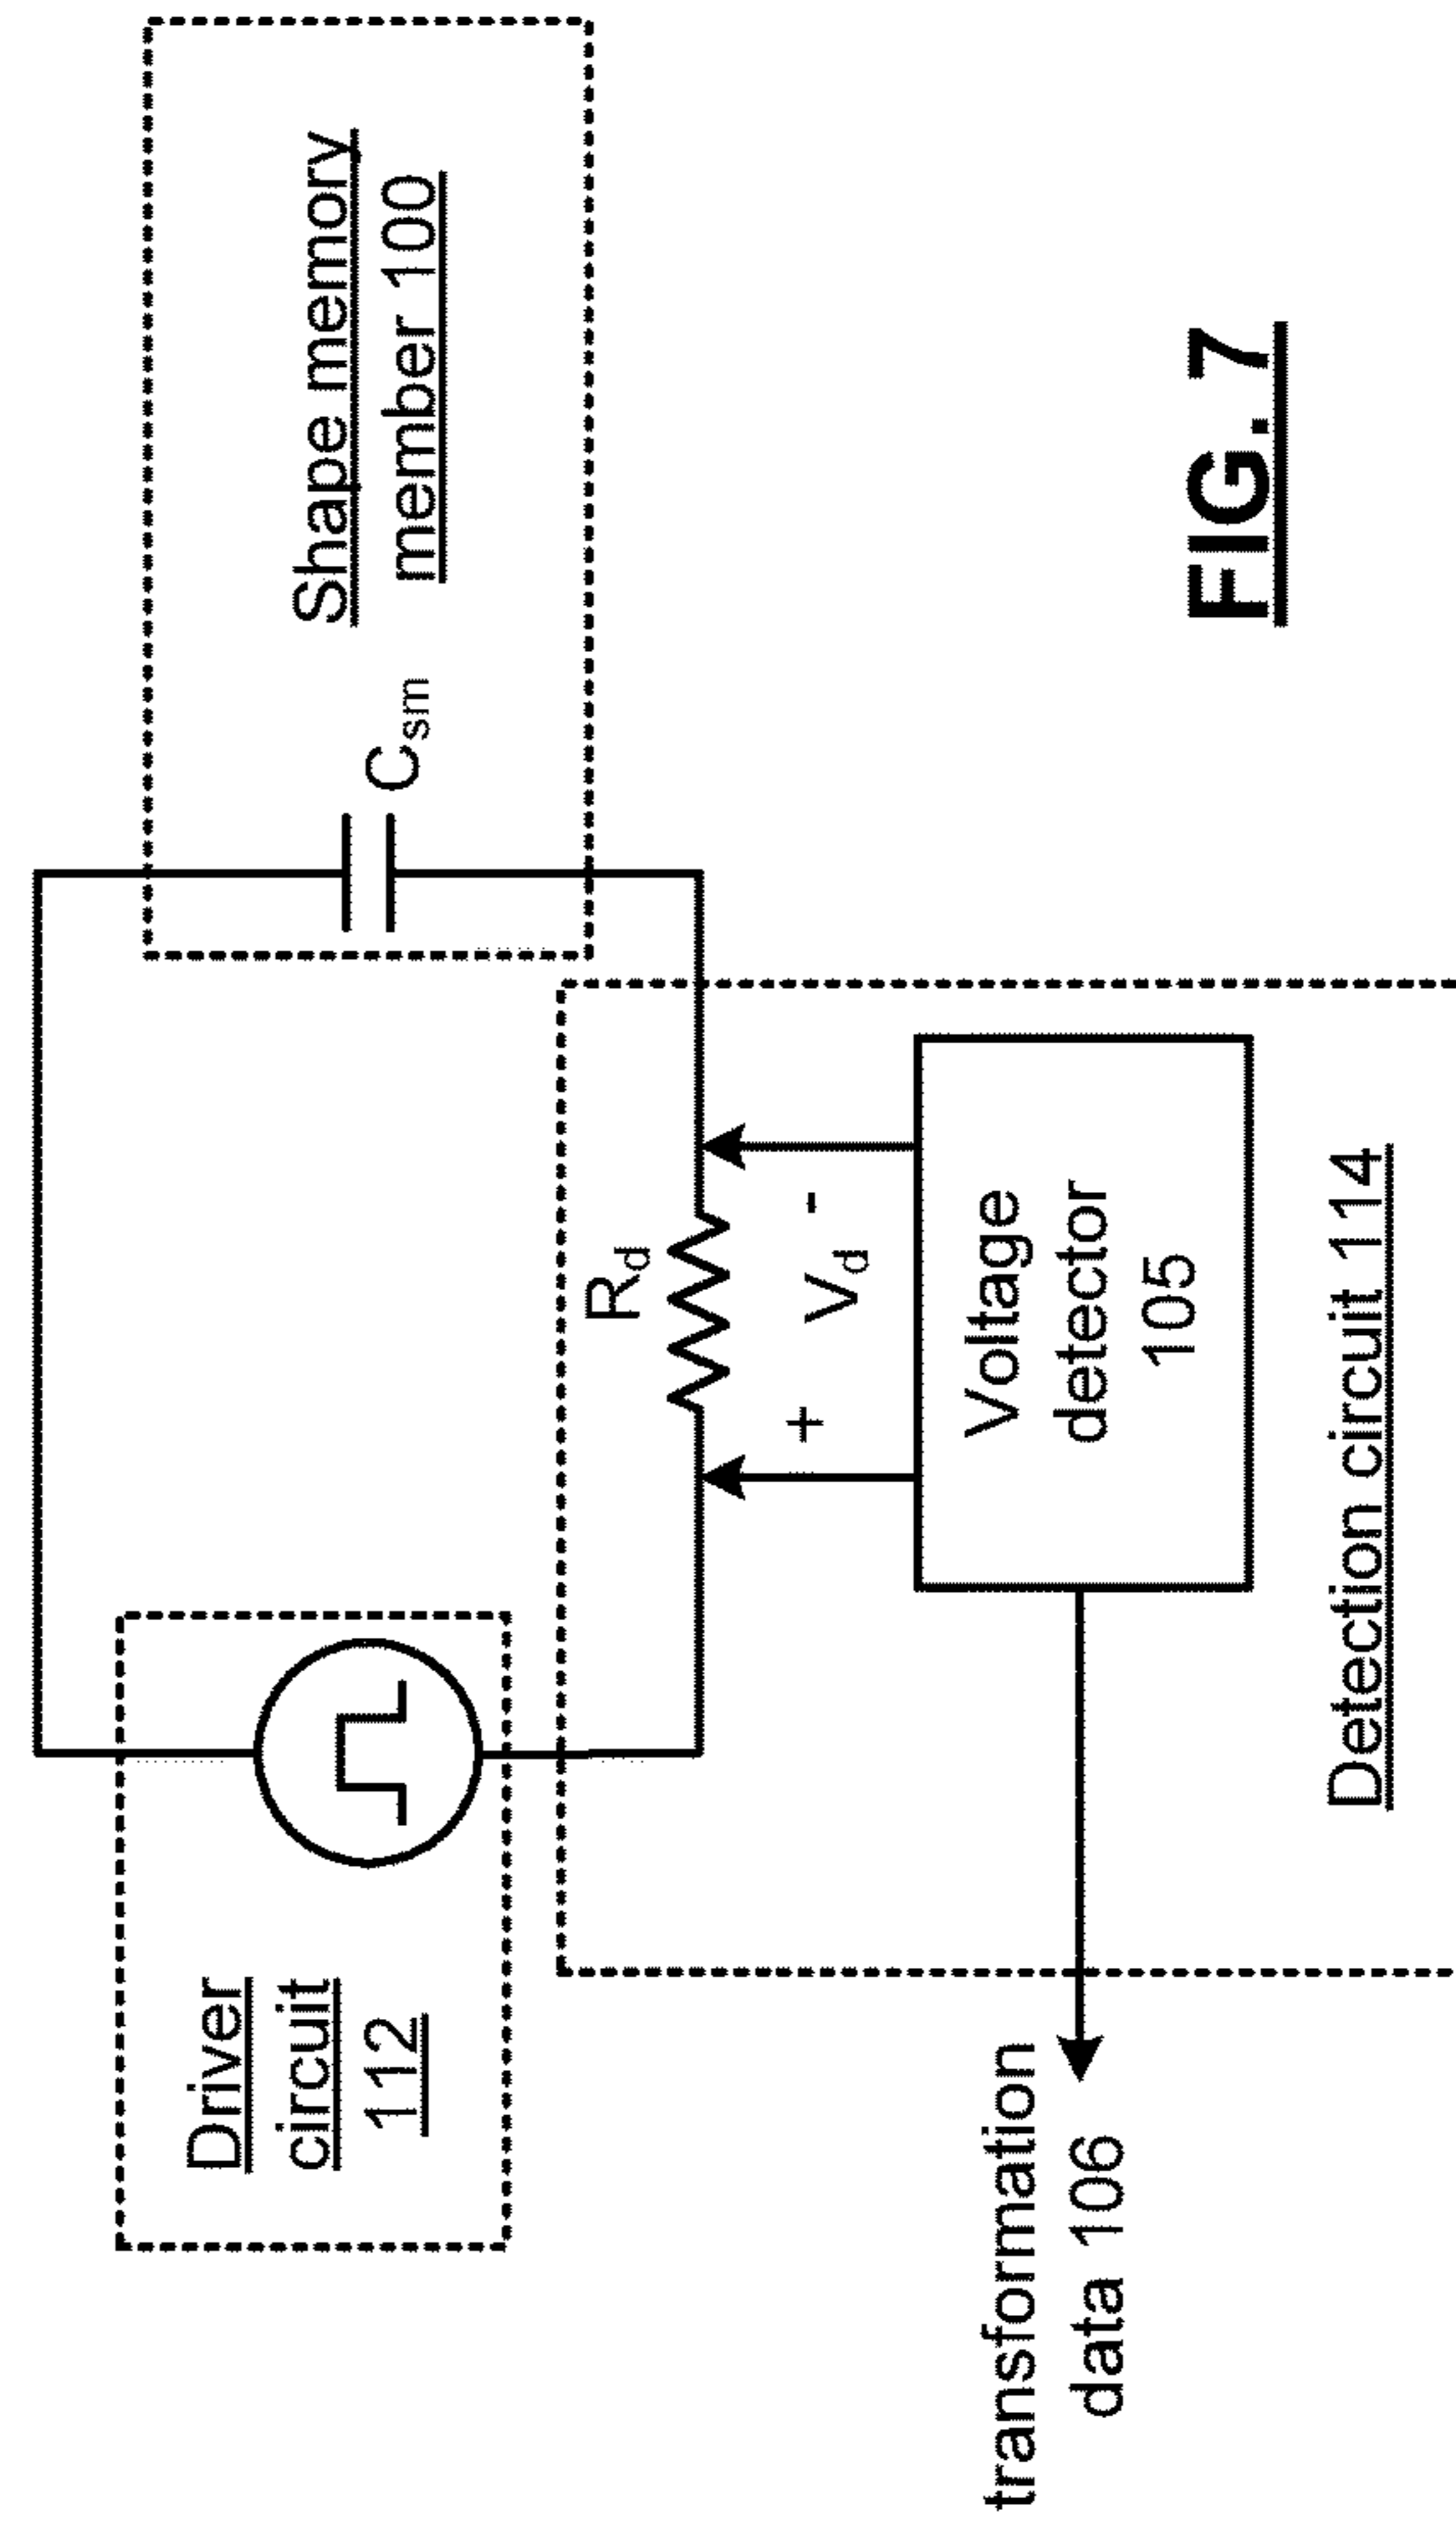 Driver
circuit
112
Shape memory
member 100
C_sm
R_d
+ V_d -
Voltage
detector
105
transformation
data 106
Detection circuit 114
FIG. 7